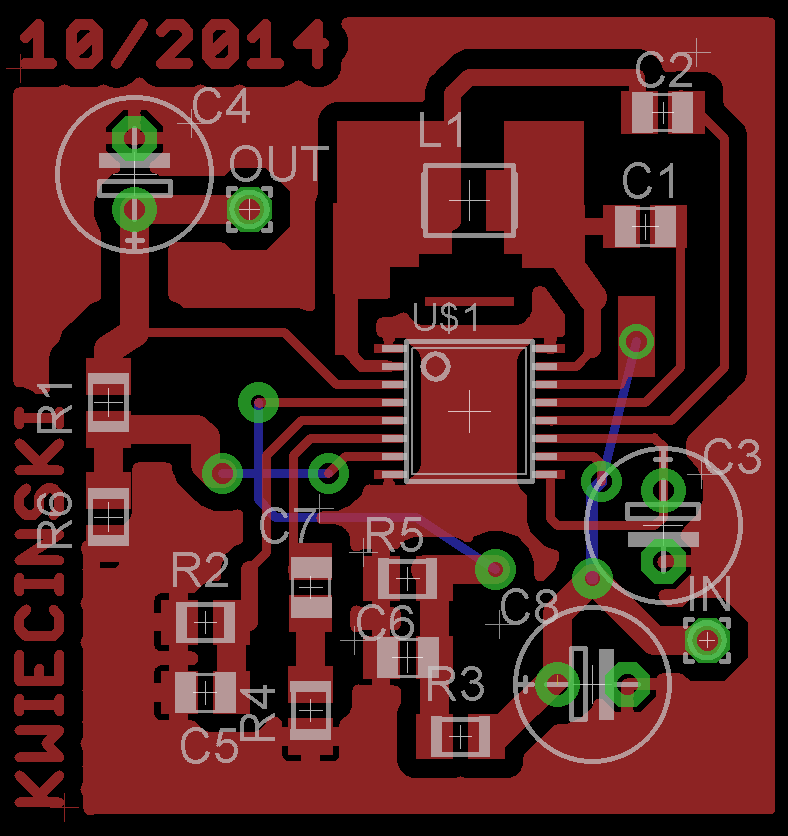 10/2014
C2
C4
L1
OUT
C1
U$1
R1
KWIECINSKI
C3
R6
C7
R5
R2
IN
C8
C6
R3
R4
C5